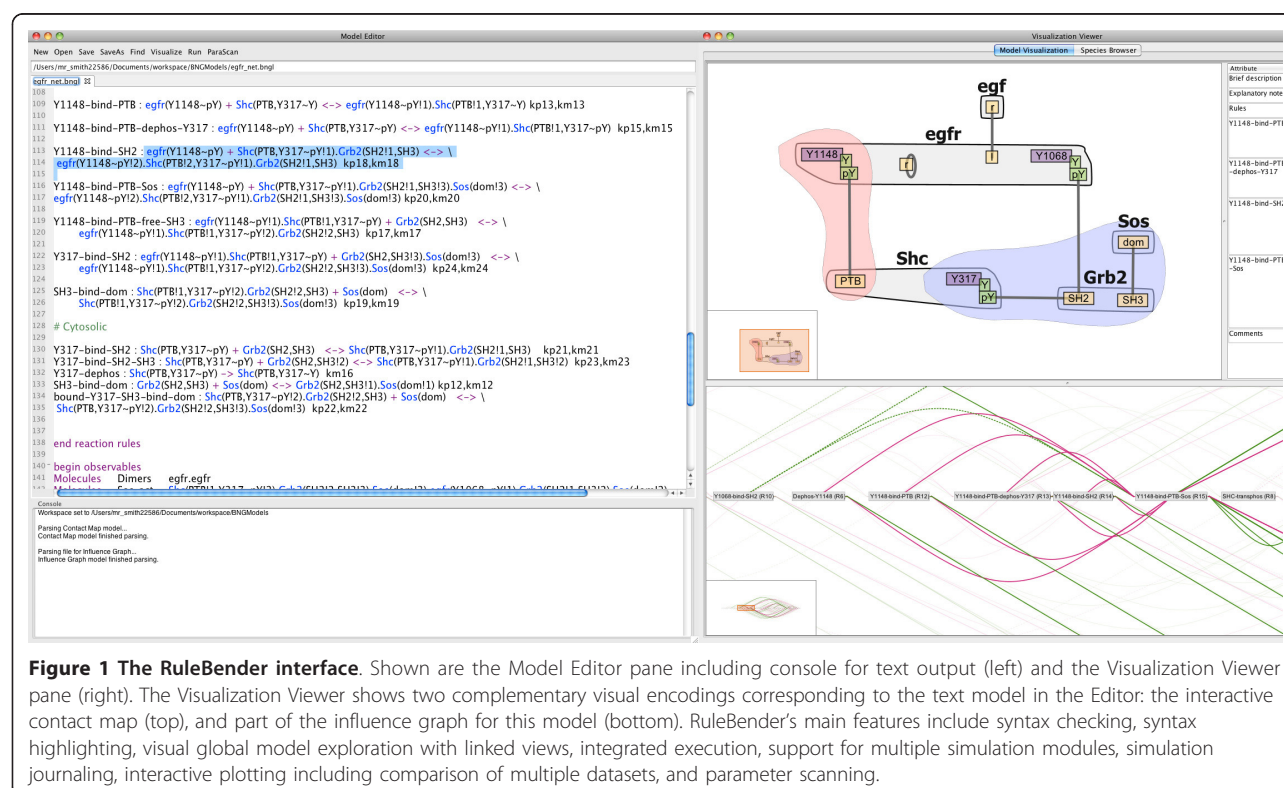 Model Editor
New Open Save SaveAs Find Visualize Run ParaScan
/Users/mr_smith22586/Documents/workspace/BNGModels/egfr_net.bngl
egfr_net.bngl
108
109 Y1148-bind-PTB : egfr(Y1148~pY) + Shc(PTB,Y317~Y) <-> egfr(Y1148~pY!1).Shc(PTB!1,Y317~Y) kp13,km13
110
111 Y1148-bind-PTB-dephos-Y317 : egfr(Y1148~pY) + Shc(PTB,Y317~pY) <-> egfr(Y1148~pY!1).Shc(PTB!1,Y317~pY) kp15,km15
112
113 Y1148-bind-SH2 : egfr(Y1148~pY) + Shc(PTB,Y317~pY!1).Grb2(SH2!1,SH3) <-> \
114 egfr(Y1148~pY!2).Shc(PTB!2,Y317~pY!1).Grb2(SH2!1,SH3) kp18,km18
115
116 Y1148-bind-PTB-Sos : egfr(Y1148~pY) + Shc(PTB,Y317~pY!1).Grb2(SH2!1,SH3!3).Sos(dom!3) <-> \
117 egfr(Y1148~pY!2).Shc(PTB!2,Y317~pY!1).Grb2(SH2!1,SH3!3).Sos(dom!3) kp20,km20
118
119 Y1148-bind-PTB-free-SH3 : egfr(Y1148~pY!1).Shc(PTB!1,Y317~pY) + Grb2(SH2,SH3) <-> \
120 egfr(Y1148~pY!1).Shc(PTB!1,Y317~pY!2).Grb2(SH2!2,SH3) kp17,km17
121
122 Y317-bind-SH2 : egfr(Y1148~pY!1).Shc(PTB!1,Y317~pY) + Grb2(SH2,SH3!3).Sos(dom!3) <-> \
123 egfr(Y1148~pY!1).Shc(PTB!1,Y317~pY!2).Grb2(SH2!2,SH3!3).Sos(dom!3) kp24,km24
124
125 SH3-bind-dom : Shc(PTB!1,Y317~pY!2).Grb2(SH2!2,SH3) + Sos(dom) <-> \
126 Shc(PTB!1,Y317~pY!2).Grb2(SH2!2,SH3!3).Sos(dom!3) kp19,km19
127
128 # Cytosolic
129
130 Y317-bind-SH2 : Shc(PTB,Y317~pY) + Grb2(SH2,SH3) <-> Shc(PTB,Y317~pY!1).Grb2(SH2!1,SH3) kp21,km21
131 Y317-bind-SH2-SH3 : Shc(PTB,Y317~pY) + Grb2(SH2,SH3!2) <-> Shc(PTB,Y317~pY!1).Grb2(SH2!1,SH3!2) kp23,km23
132 Y317-dephos : Shc(PTB,Y317~pY) -> Shc(PTB,Y317~Y) km16
133 SH3-bind-dom : Grb2(SH2,SH3) + Sos(dom) <-> Grb2(SH2,SH3!1).Sos(dom!1) kp12,km12
134 bound-Y317-SH3-bind-dom : Shc(PTB,Y317~pY!2).Grb2(SH2!2,SH3) + Sos(dom) <-> \
135 Shc(PTB,Y317~pY!2).Grb2(SH2!2,SH3!3).Sos(dom!3) kp22,km22
136
137
138 end reaction rules
139
140 begin observables
141 Molecules Dimers egfr.egfr
Console
Workspace set to /Users/mr_smith22586/Documents/workspace/BNGModels
Parsing Contact Map model...
Contact Map model finished parsing.
Parsing file for Influence Graph...
Influence Graph model finished parsing.
Visualization Viewer
Model Visualization Species Browser
egf
r
egfr
Y1148
Y
pY
r
l
Y1068
Y
pY
Sos
dom
Shc
Grb2
PTB
Y317
Y
pY
SH2
SH3
Attribute
Brief description
Explanatory note
Rules
Y1148-bind-PTB
Y1148-bind-PTB
-dephos-Y317
Y1148-bind-SH2
Y1148-bind-PTB
-Sos
Comments
Y1068-bind-SH2 (R10) Dephos-Y1148 (R6) Y1148-bind-PTB (R12) Y1148-bind-PTB-dephos-Y317 (R13) Y1148-bind-SH2 (R14) Y1148-bind-PTB-Sos (R15) SHC-transphos (R8)
Figure 1 The RuleBender interface. Shown are the Model Editor pane including console for text output (left) and the Visualization Viewer
pane (right). The Visualization Viewer shows two complementary visual encodings corresponding to the text model in the Editor: the interactive
contact map (top), and part of the influence graph for this model (bottom). RuleBender's main features include syntax checking, syntax
highlighting, visual global model exploration with linked views, integrated execution, support for multiple simulation modules, simulation
journaling, interactive plotting including comparison of multiple datasets, and parameter scanning.